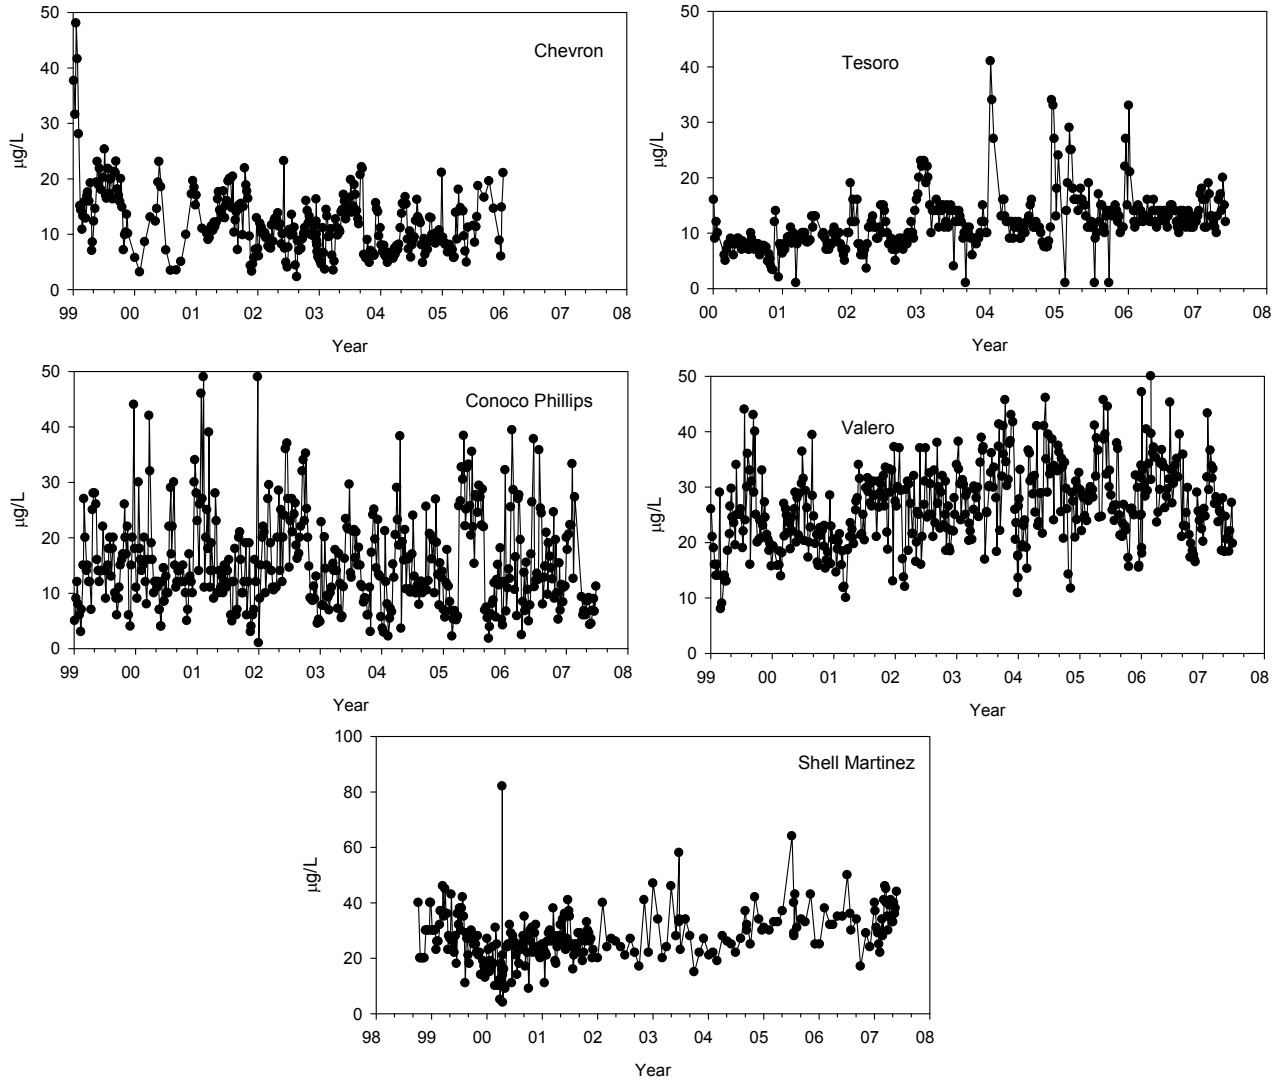 50
40
30
20
10
0
µg/L
Chevron
99 00 01 02 03 04 05 06 07 08
Year
50
40
30
20
10
0
µg/L
Tesoro
00 01 02 03 04 05 06 07 08
Year
50
40
30
20
10
0
µg/L
Conoco Phillips
99 00 01 02 03 04 05 06 07 08
Year
50
40
30
20
10
0
µg/L
Valero
99 00 01 02 03 04 05 06 07 08
Year
100
80
60
40
20
0
µg/L
Shell Martinez
98 99 00 01 02 03 04 05 06 07 08
Year